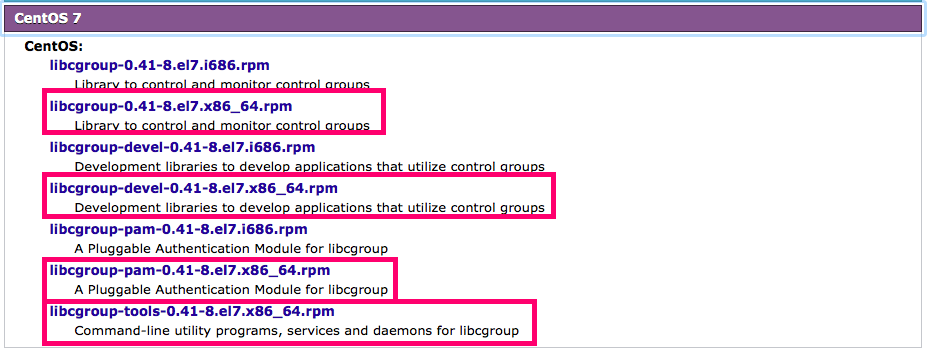 CentOS 7
CentOS:
libcgroup-0.41-8.el7.i686.rpm
Library to control and monitor control groups
libcgroup-0.41-8.el7.x86_64.rpm
Library to control and monitor control groups
libcgroup-devel-0.41-8.el7.i686.rpm
Development libraries to develop applications that utilize control groups
libcgroup-devel-0.41-8.el7.x86_64.rpm
Development libraries to develop applications that utilize control groups
libcgroup-pam-0.41-8.el7.i686.rpm
A Pluggable Authentication Module for libcgroup
libcgroup-pam-0.41-8.el7.x86_64.rpm
A Pluggable Authentication Module for libcgroup
libcgroup-tools-0.41-8.el7.x86_64.rpm
Command-line utility programs, services and daemons for libcgroup